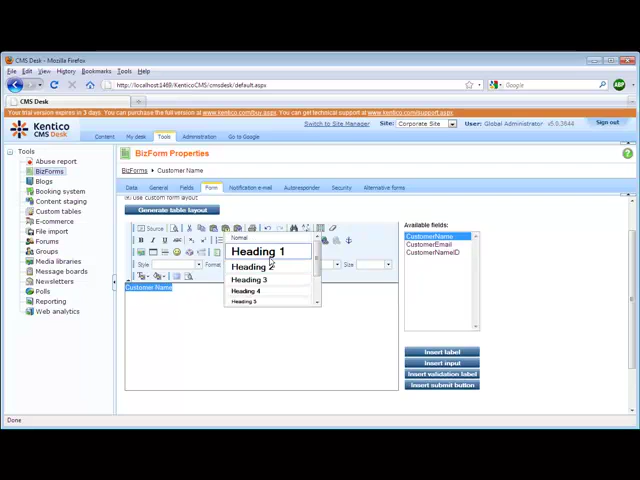 CMS Desk - Mozilla Firefox
File Edit View History Bookmarks Tools Help
http://localhost:1469/KenticoCMS/cmsdesk/default.aspx
Google
ABP
CMS Desk
Your trial version expires in 3 days. You can purchase the full version at www.kentico.com/buy.aspx. You can get technical support at www.kentico.com/support.aspx.
Kentico
CMS Desk
Switch to Site Manager
Site: Corporate Site
User: Global Administrator
v5.0.3644
Sign out
Content My desk Tools Administration Go to Google
Tools
Abuse report
BizForms
Blogs
Booking system
Content staging
Custom tables
E-commerce
File import
Forums
Groups
Media libraries
Message boards
Newsletters
Polls
Reporting
Web analytics
BizForm Properties
BizForms Customer Name
Data General Fields Form Notification e-mail Autoresponder Security Alternative forms
Use custom form layout
Generate table layout
Source
Style
Format
Size
Normal
Heading 1
Heading 2
Heading 3
Heading 4
Heading 5
Customer Name
Available fields:
CustomerName
CustomerEmail
CustomerNameID
Insert label
Insert input
Insert validation label
Insert submit button
Done